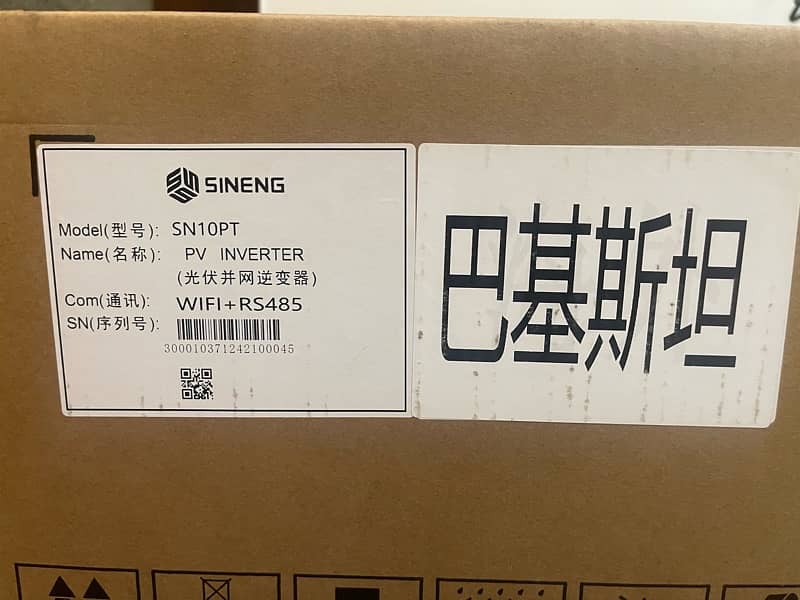 SINENG
Model(型号): SN10PT
Name(名称): PV INVERTER
(光伏并网逆变器)
Com(通讯): WIFI+RS485
SN(序列号):
300010371242100045
巴基斯坦